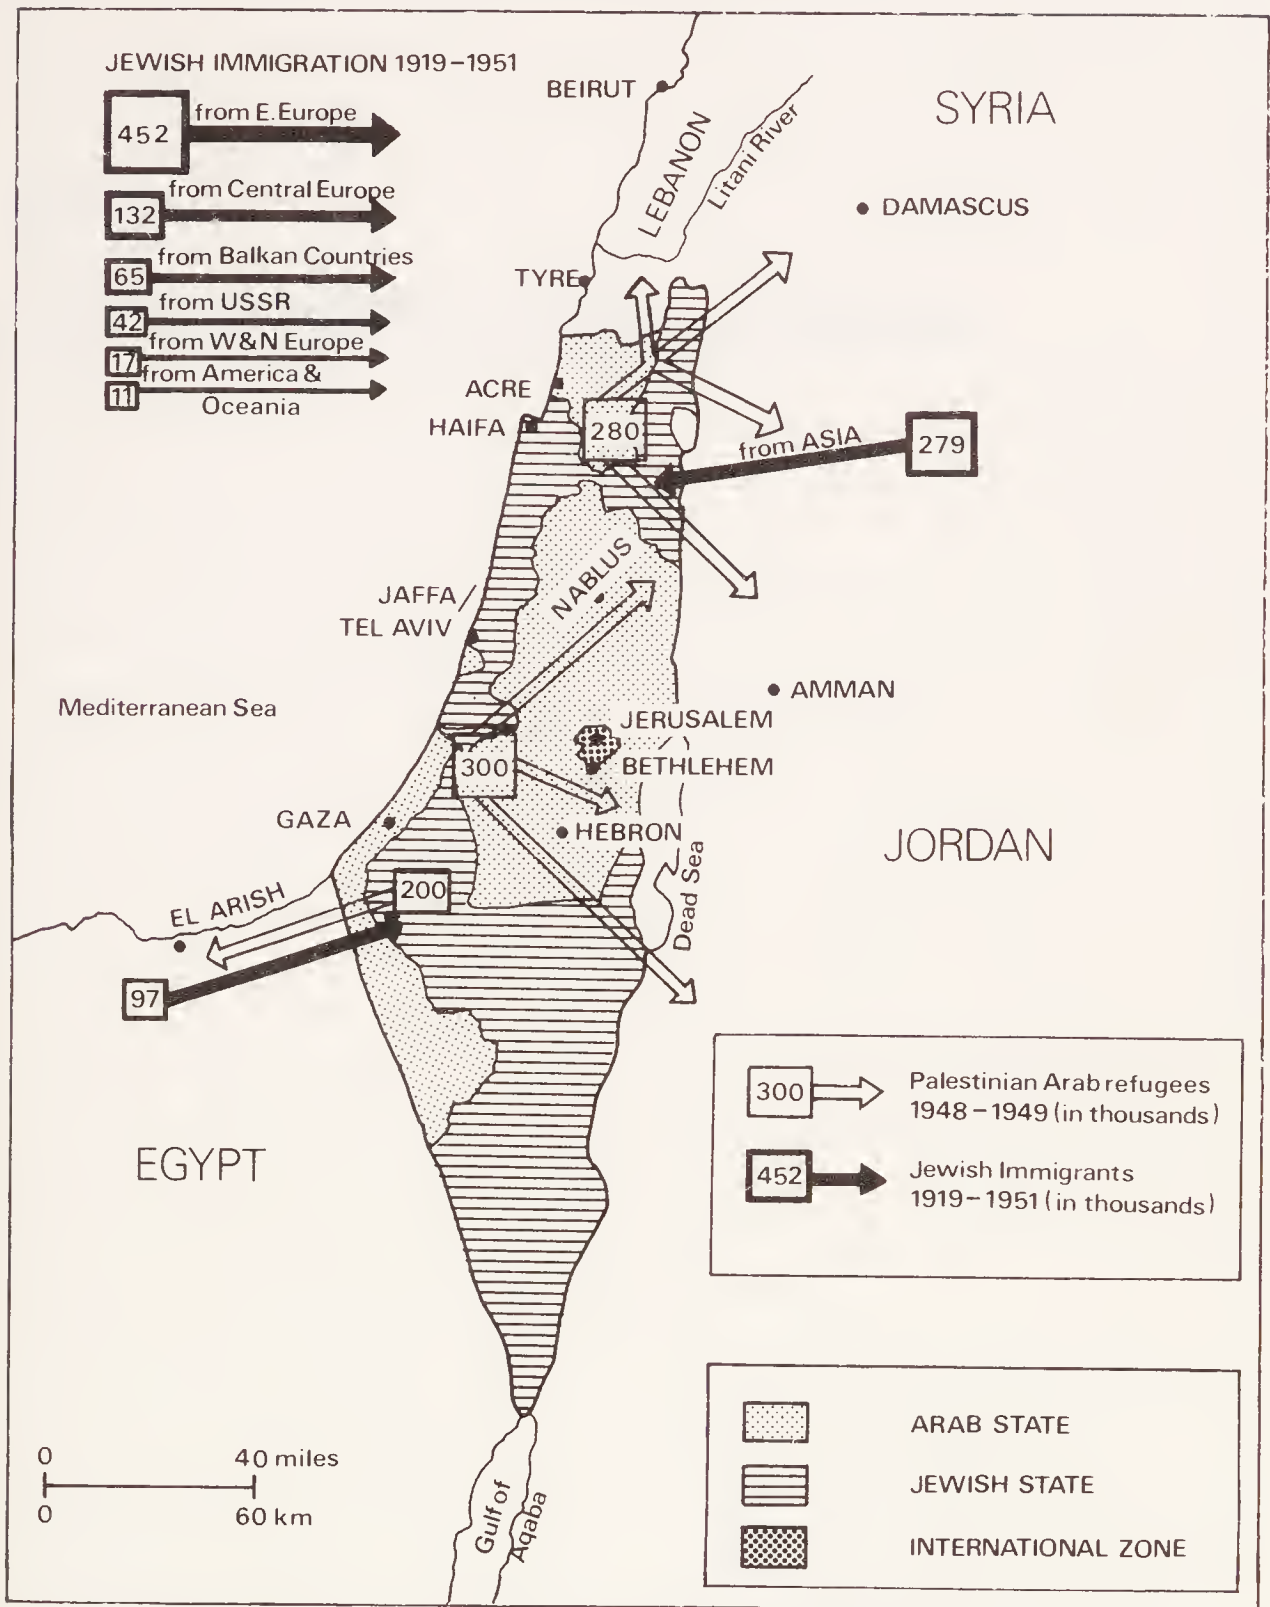 JEWISH IMMIGRATION 1919–1951
452
from E. Europe
132
from Central Europe
65
from Balkan Countries
42
from USSR
17
from W&N Europe
11
from America &
Oceania
BEIRUT
SYRIA
LEBANON
Litani River
DAMASCUS
TYRE
ACRE
HAIFA
280
from ASIA
279
NABLUS
JAFFA/
TEL AVIV
AMMAN
Mediterranean Sea
JERUSALEM
BETHLEHEM
300
GAZA
HEBRON
JORDAN
Dead Sea
200
EL ARISH
97
EGYPT
300
Palestinian Arab refugees
1948–1949 (in thousands)
452
Jewish Immigrants
1919–1951 (in thousands)
ARAB STATE
JEWISH STATE
INTERNATIONAL ZONE
0 40 miles
0 60 km
Gulf of
Aqaba